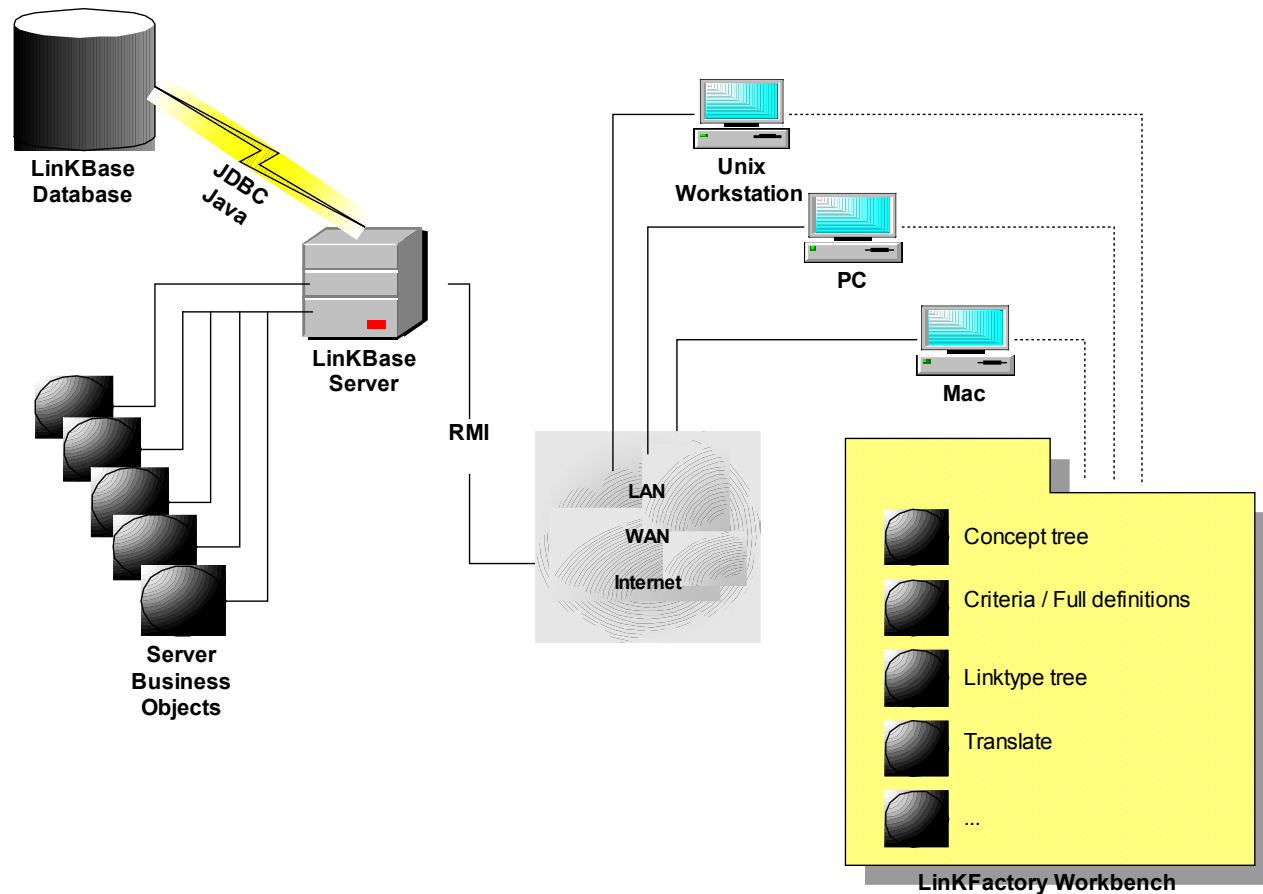 LinKBase
Database
JDBC
Java
LinKBase
Server
Server
Business
Objects
RMI
LAN
WAN
Internet
Unix
Workstation
PC
Mac
Concept tree
Criteria / Full definitions
Linktype tree
Translate
...
LinKFactory Workbench